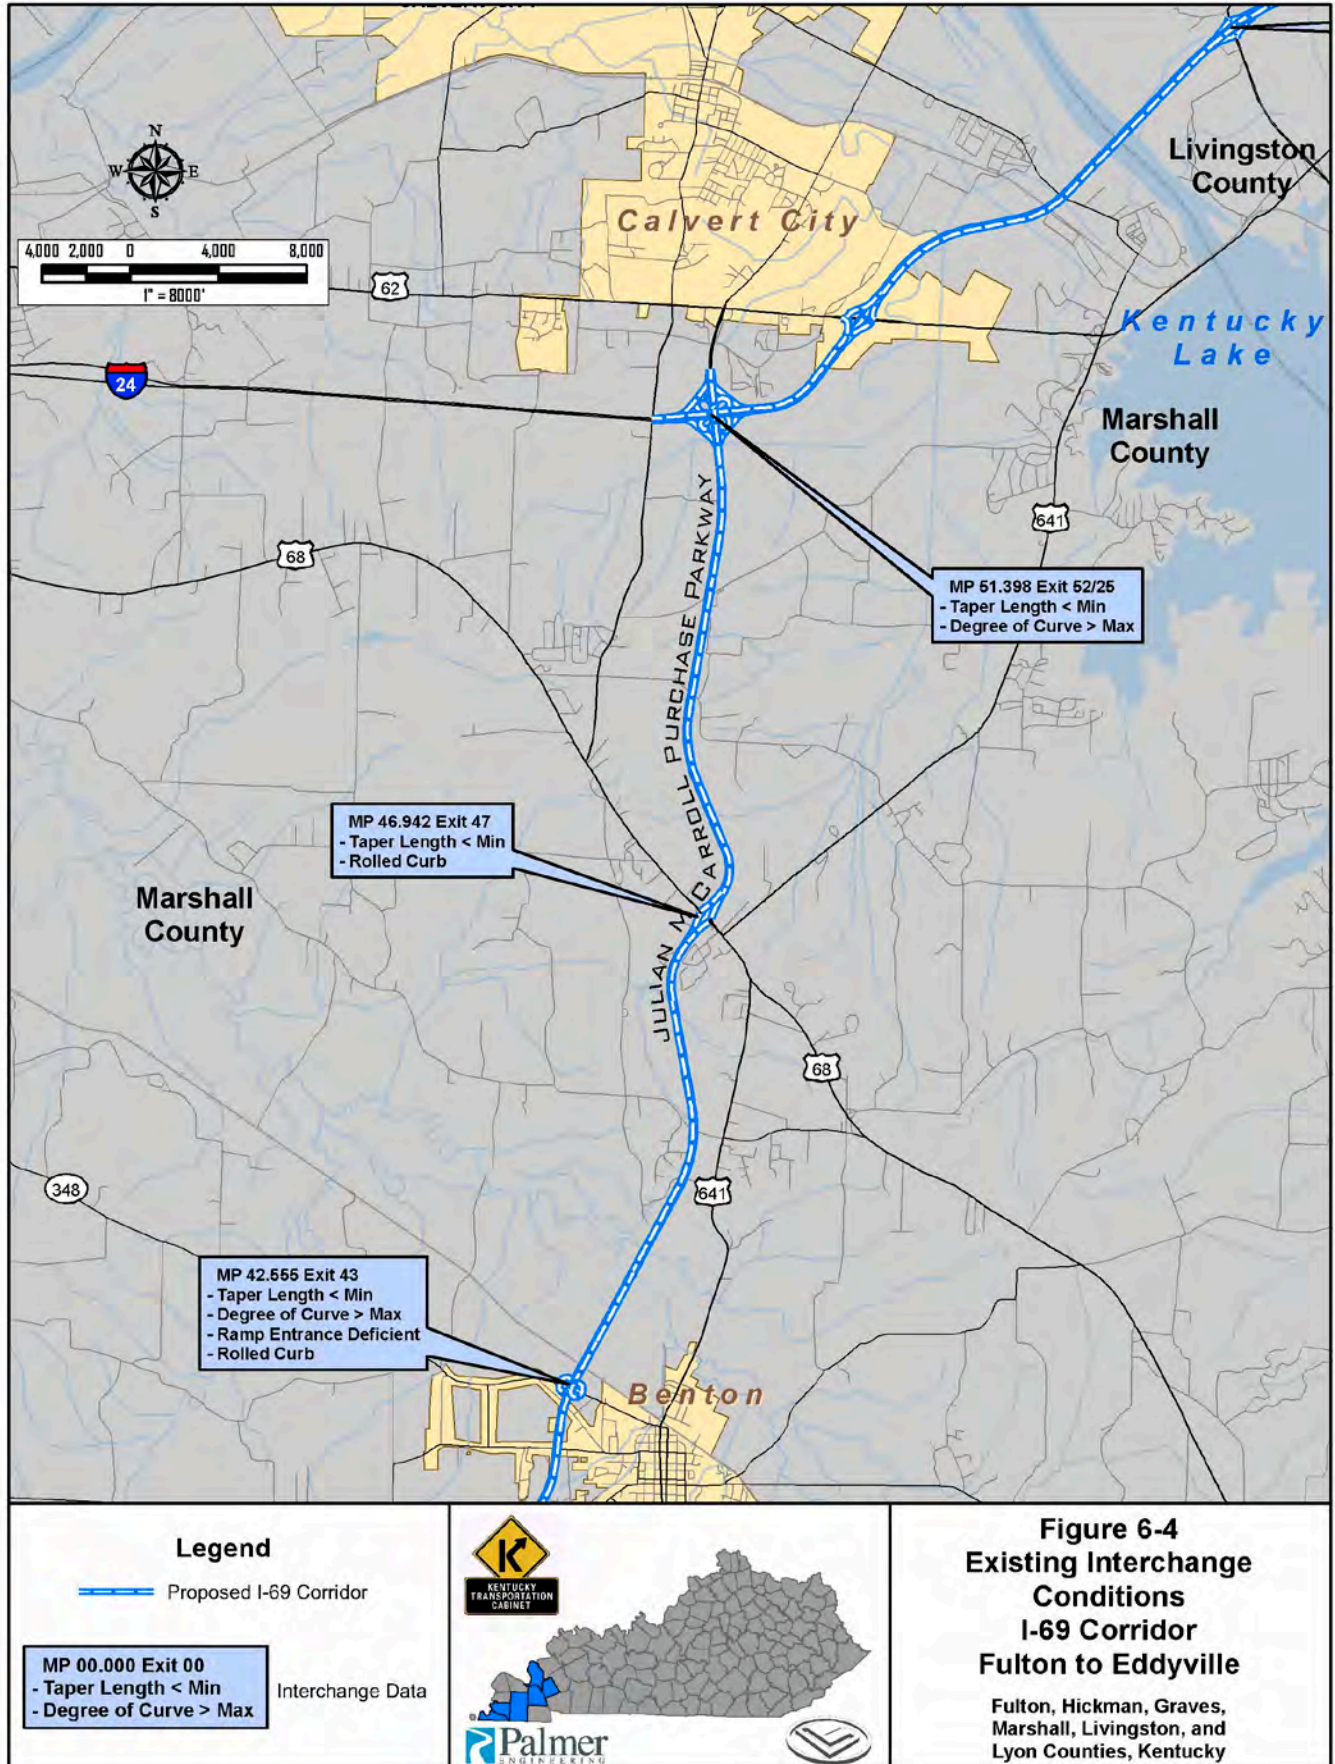 CALVERT CITY
Livingston
County
N
W
E
S
Calvert City
4,000 2,000 0 4,000 8,000
1" = 8000'
62
Kentucky
Lake
24
Marshall
County
641
68
MP 51.398 Exit 52/25
- Taper Length < Min
- Degree of Curve > Max
JULIAN M CARROLL PURCHASE PARKWAY
MP 46.942 Exit 47
- Taper Length < Min
- Rolled Curb
Marshall
County
68
348
641
MP 42.555 Exit 43
- Taper Length < Min
- Degree of Curve > Max
- Ramp Entrance Deficient
- Rolled Curb
Benton
Legend
Proposed I-69 Corridor
MP 00.000 Exit 00
- Taper Length < Min
- Degree of Curve > Max
Interchange Data
KENTUCKY
TRANSPORTATION
CABINET
Palmer
ENGINEERING
Figure 6-4
Existing Interchange
Conditions
I-69 Corridor
Fulton to Eddyville
Fulton, Hickman, Graves,
Marshall, Livingston, and
Lyon Counties, Kentucky